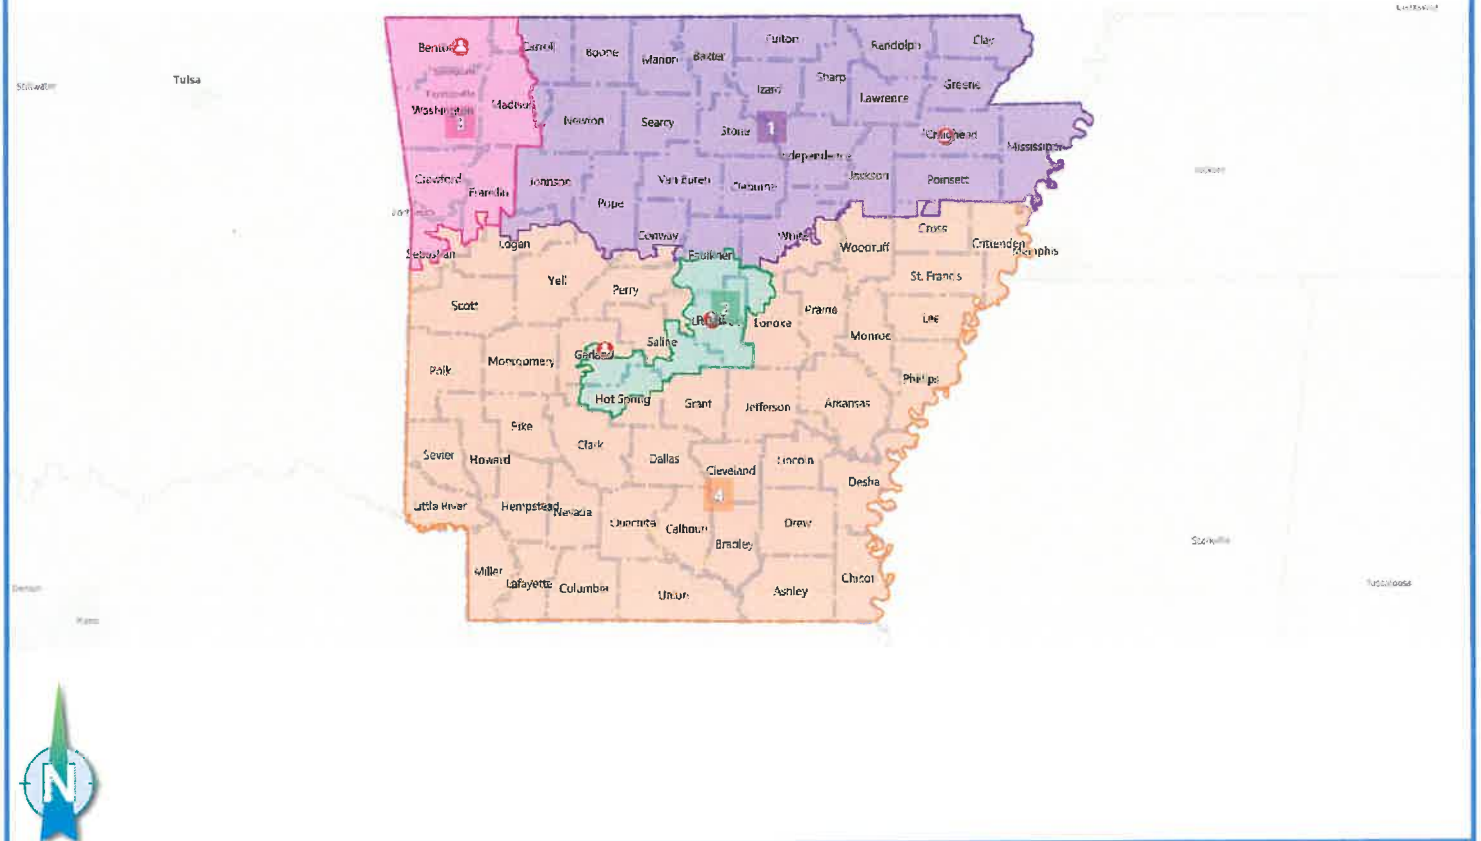 Tulsa
Carroll
Boone
Marion
Baxter
Fulton
Randolph
Clay
Izard
Sharp
Lawrence
Greene
Washington
Madison
Newton
Searcy
Stone
1
Craighead
Mississippi
Independence
Crawford
Franklin
Johnson
Pope
Van Buren
Cleburne
Jackson
Poinsett
Sebastian
Logan
Conway
Faulkner
White
Woodruff
Cross
Crittenden
Memphis
Scott
Yell
Perry
St. Francis
2
Lonoke
Prairie
Lee
Monroe
Polk
Montgomery
Garland
Saline
Phillips
Hot Spring
Grant
Jefferson
Arkansas
Pike
Clark
Sevier
Howard
Dallas
Cleveland
Lincoln
Desha
4
Little River
Hempstead
Nevada
Ouachita
Calhoun
Bradley
Drew
Miller
Lafayette
Columbia
Union
Ashley
Chicot
Tuscaloosa
N